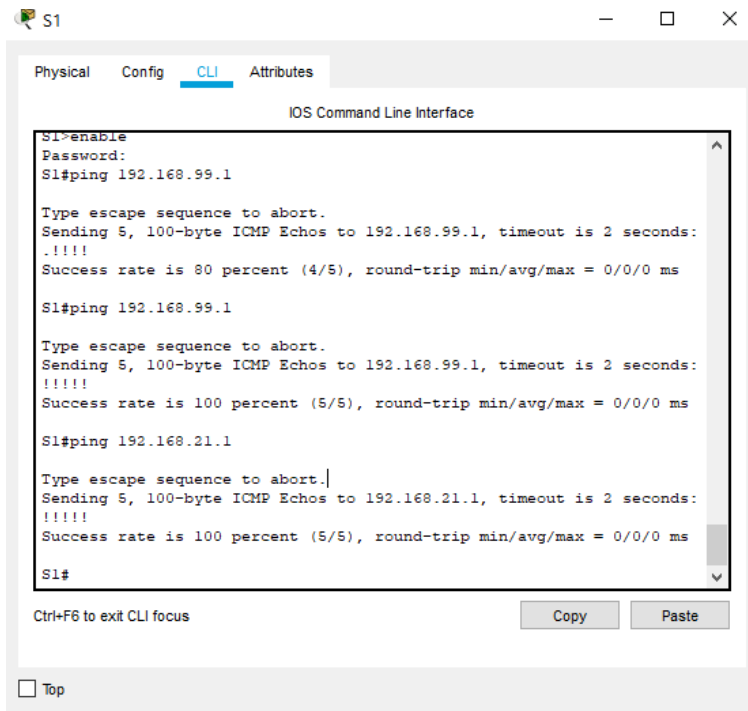 S1
Physical Config CLI Attributes
IOS Command Line Interface
S1>enable
Password:
S1#ping 192.168.99.1
Type escape sequence to abort.
Sending 5, 100-byte ICMP Echos to 192.168.99.1, timeout is 2 seconds:
.!!!!
Success rate is 80 percent (4/5), round-trip min/avg/max = 0/0/0 ms
S1#ping 192.168.99.1
Type escape sequence to abort.
Sending 5, 100-byte ICMP Echos to 192.168.99.1, timeout is 2 seconds:
!!!!!
Success rate is 100 percent (5/5), round-trip min/avg/max = 0/0/0 ms
S1#ping 192.168.21.1
Type escape sequence to abort.
Sending 5, 100-byte ICMP Echos to 192.168.21.1, timeout is 2 seconds:
!!!!!
Success rate is 100 percent (5/5), round-trip min/avg/max = 0/0/0 ms
S1#
Ctrl+F6 to exit CLI focus
Copy Paste
Top